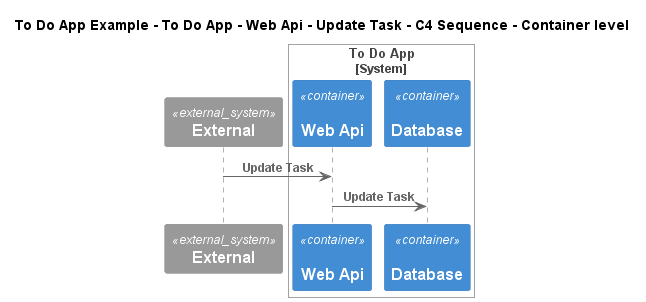 To Do App Example - To Do App - Web Api - Update Task - C4 Sequence - Container level
To Do App
[System]
«external_system»
External
«container»
Web Api
«container»
Database
Update Task
Update Task
«external_system»
External
«container»
Web Api
«container»
Database